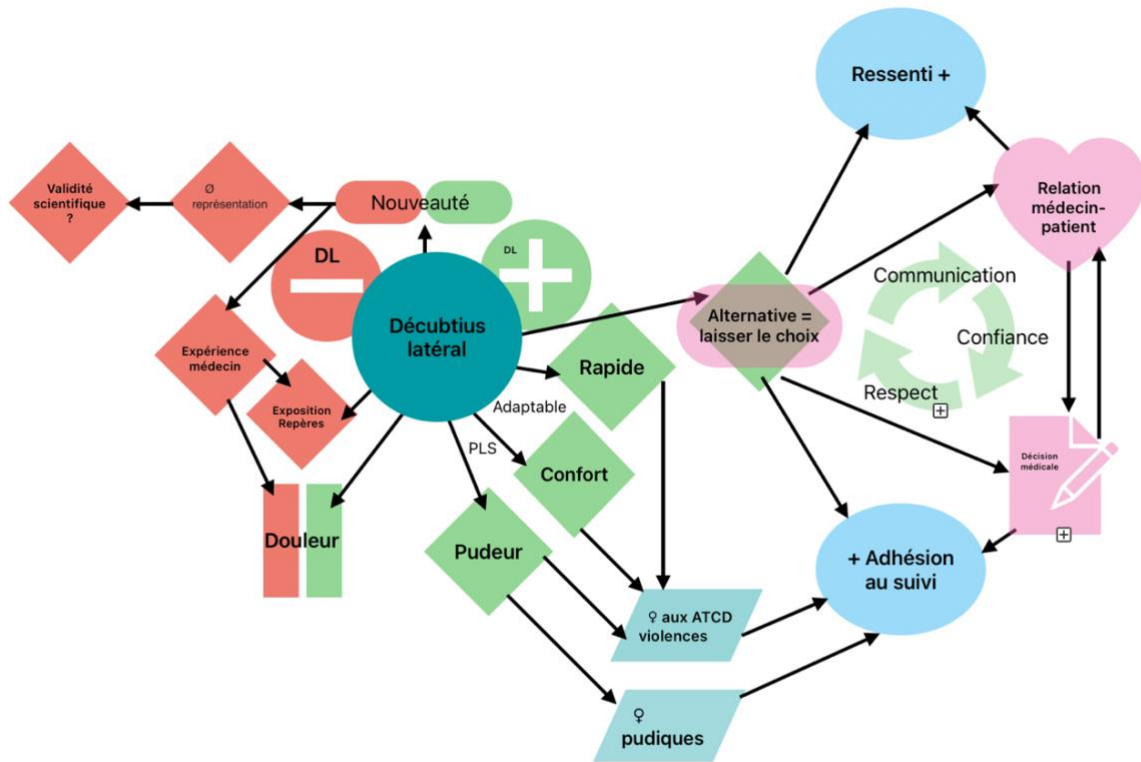 Ressenti +
Validité
scientifique
?
Ø
représentation
Nouveauté
Relation
médecin-
patient
DL
DL
Communication
Décubtius
latéral
Alternative =
laisser le choix
Confiance
Expérience
médecin
Rapide
Respect
Adaptable
Exposition
Repères
PLS
Confort
Décision
médicale
Douleur
Pudeur
+ Adhésion
au suivi
♀ aux ATCD
violences
♀
pudiques